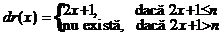 dr(x) = { 2x+1, dacă 2x+1≤n
nu există, dacă 2x+1>n